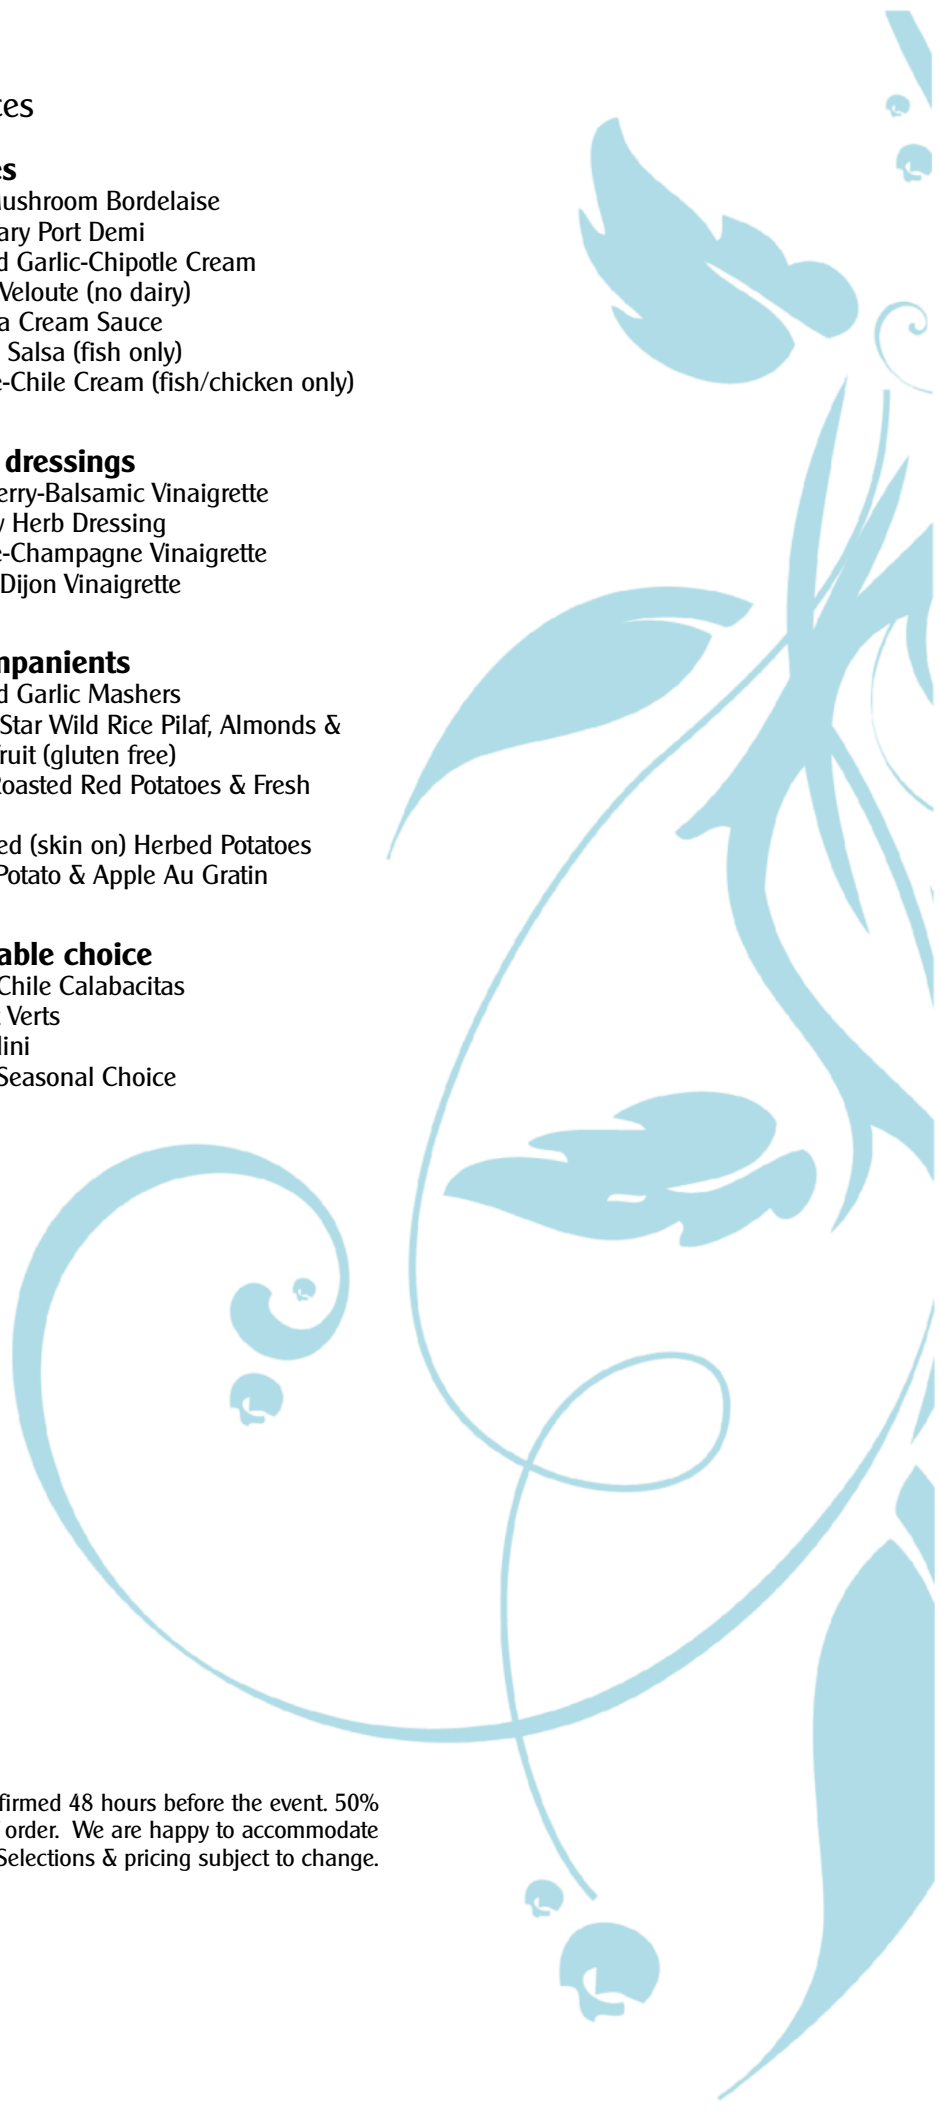 ces
es
ushroom Bordelaise
ary Port Demi
d Garlic-Chipotle Cream
Veloute (no dairy)
a Cream Sauce
Salsa (fish only)
e-Chile Cream (fish/chicken only)
dressings
erry-Balsamic Vinaigrette
y Herb Dressing
e-Champagne Vinaigrette
Dijon Vinaigrette
mpanients
d Garlic Mashers
Star Wild Rice Pilaf, Almonds &
ruit (gluten free)
Roasted Red Potatoes & Fresh
ed (skin on) Herbed Potatoes
Potato & Apple Au Gratin
able choice
Chile Calabacitas
t Verts
lini
Seasonal Choice
firmed 48 hours before the event. 50%
order. We are happy to accommodate
Selections & pricing subject to change.